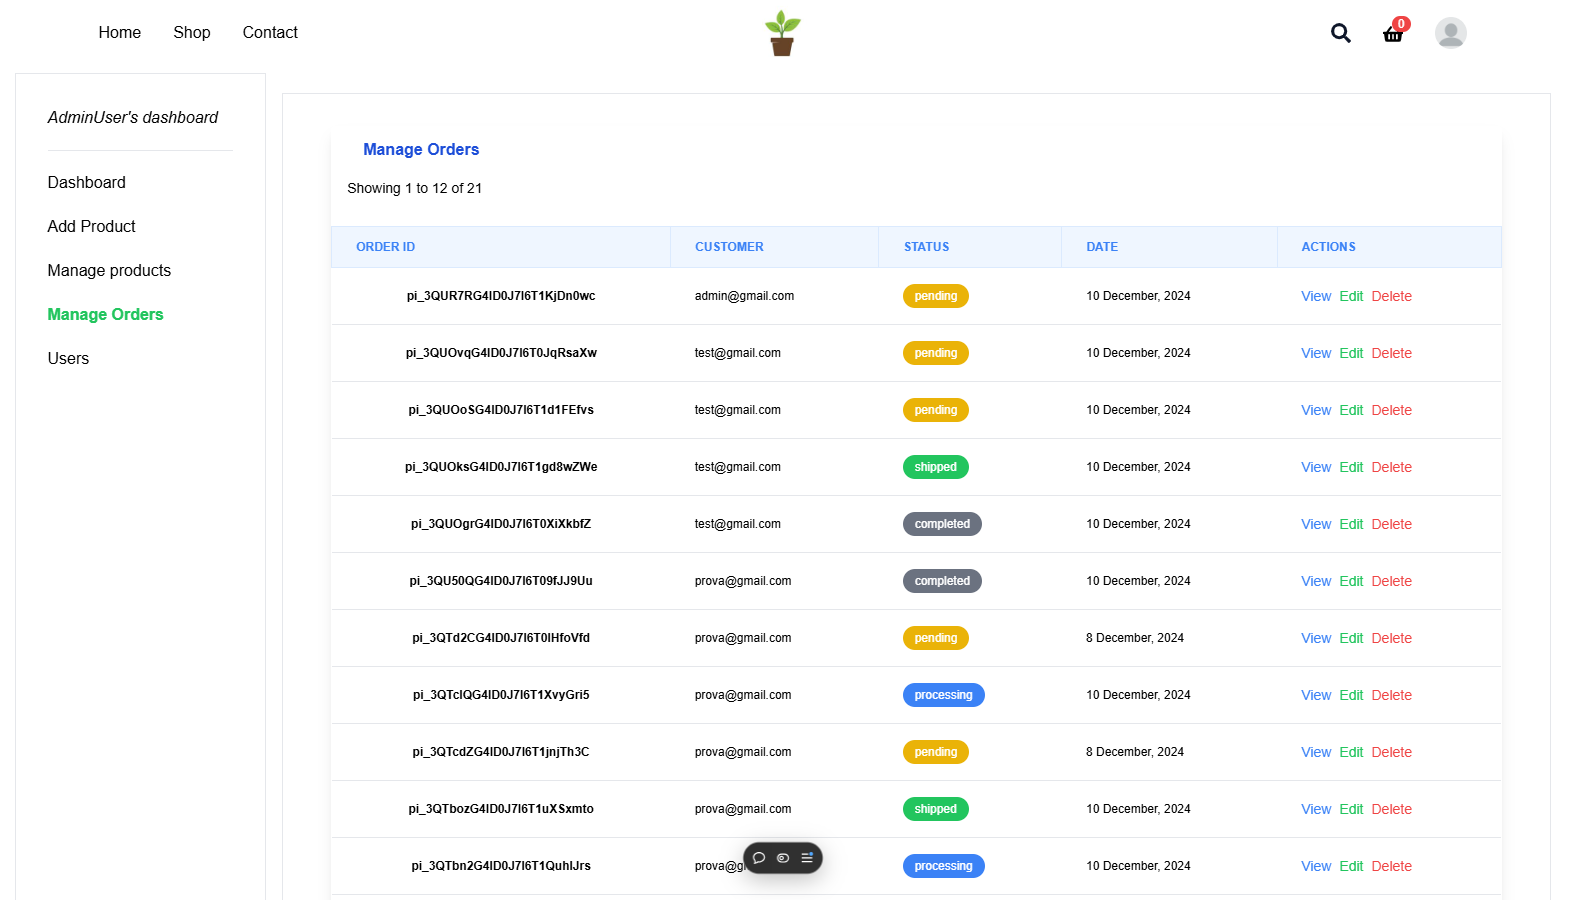 Home Shop Contact 0
AdminUser's dashboard
Dashboard
Add Product
Manage products
Manage Orders
Users
Manage Orders
Showing 1 to 12 of 21
ORDER ID CUSTOMER STATUS DATE ACTIONS
pi_3QUR7RG4ID0J7I6T1KjDn0wc admin@gmail.com pending 10 December, 2024 View Edit Delete
pi_3QUOvqG4ID0J7I6T0JqRsaXw test@gmail.com pending 10 December, 2024 View Edit Delete
pi_3QUOoSG4ID0J7I6T1d1FEfvs test@gmail.com pending 10 December, 2024 View Edit Delete
pi_3QUOksG4ID0J7I6T1gd8wZWe test@gmail.com shipped 10 December, 2024 View Edit Delete
pi_3QUOgrG4ID0J7I6T0XiXkbfZ test@gmail.com completed 10 December, 2024 View Edit Delete
pi_3QU50QG4ID0J7I6T09fJJ9Uu prova@gmail.com completed 10 December, 2024 View Edit Delete
pi_3QTd2CG4ID0J7I6T0IHfoVfd prova@gmail.com pending 8 December, 2024 View Edit Delete
pi_3QTclQG4ID0J7I6T1XvyGri5 prova@gmail.com processing 10 December, 2024 View Edit Delete
pi_3QTcdZG4ID0J7I6T1jnjTh3C prova@gmail.com pending 8 December, 2024 View Edit Delete
pi_3QTbozG4ID0J7I6T1uXSxmto prova@gmail.com shipped 10 December, 2024 View Edit Delete
pi_3QTbn2G4ID0J7I6T1QuhlJrs processing 10 December, 2024 View Edit Delete